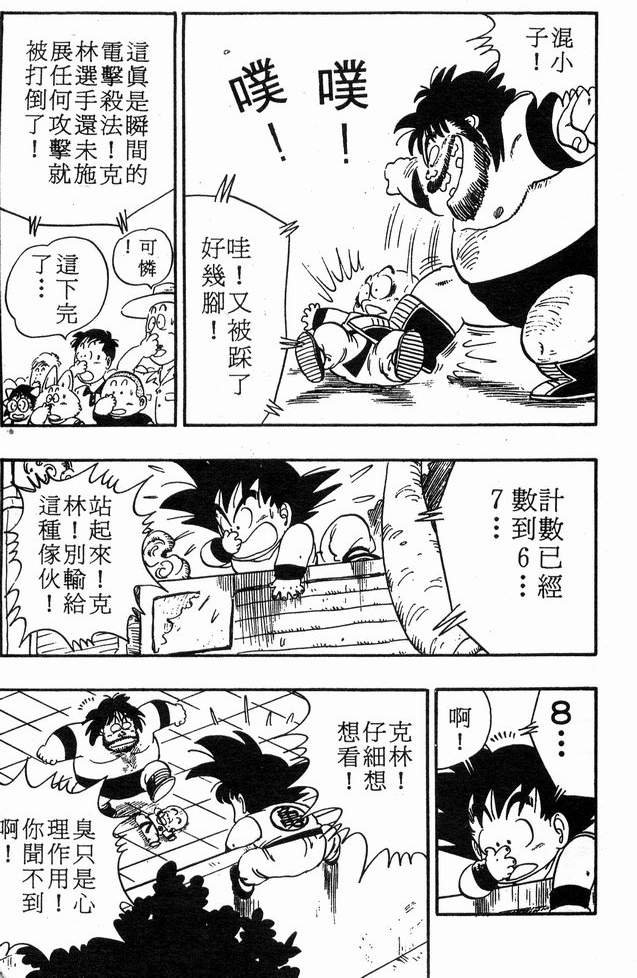 混小
子！
噗！
噗！
哇！又被踩了
好幾腳！
這眞是瞬間的
電擊殺法！克
林選手還未施
展任何攻擊就
被打倒了！
可憐
！
這下完
了…
計數已經
數到6…
7…
站起來！克
林！別輸給
這種傢伙！
8…
啊！
克林！
仔細想
想看！
臭只是心
理作用！
你聞不到
啊！